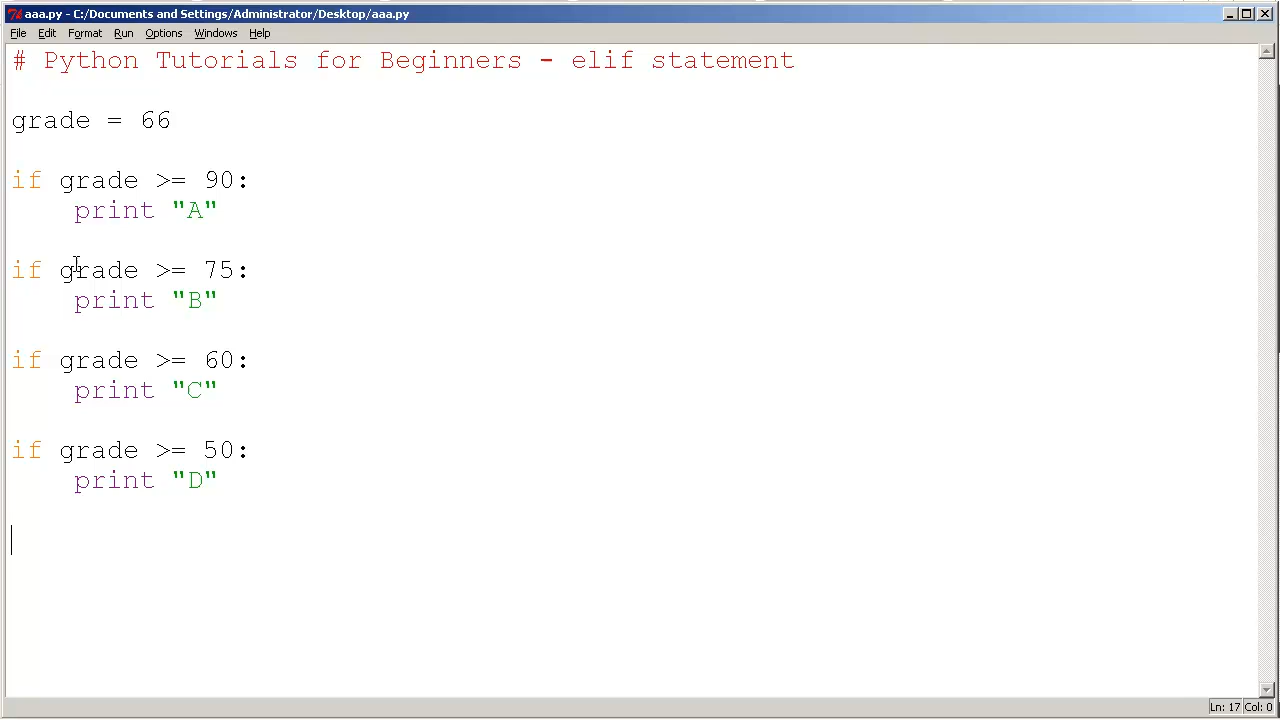 aaa.py - C:/Documents and Settings/Administrator/Desktop/aaa.py
File Edit Format Run Options Windows Help
# Python Tutorials for Beginners - elif statement
grade = 66
if grade >= 90:
    print "A"
if grade >= 75:
    print "B"
if grade >= 60:
    print "C"
if grade >= 50:
    print "D"
Ln: 17 Col: 0